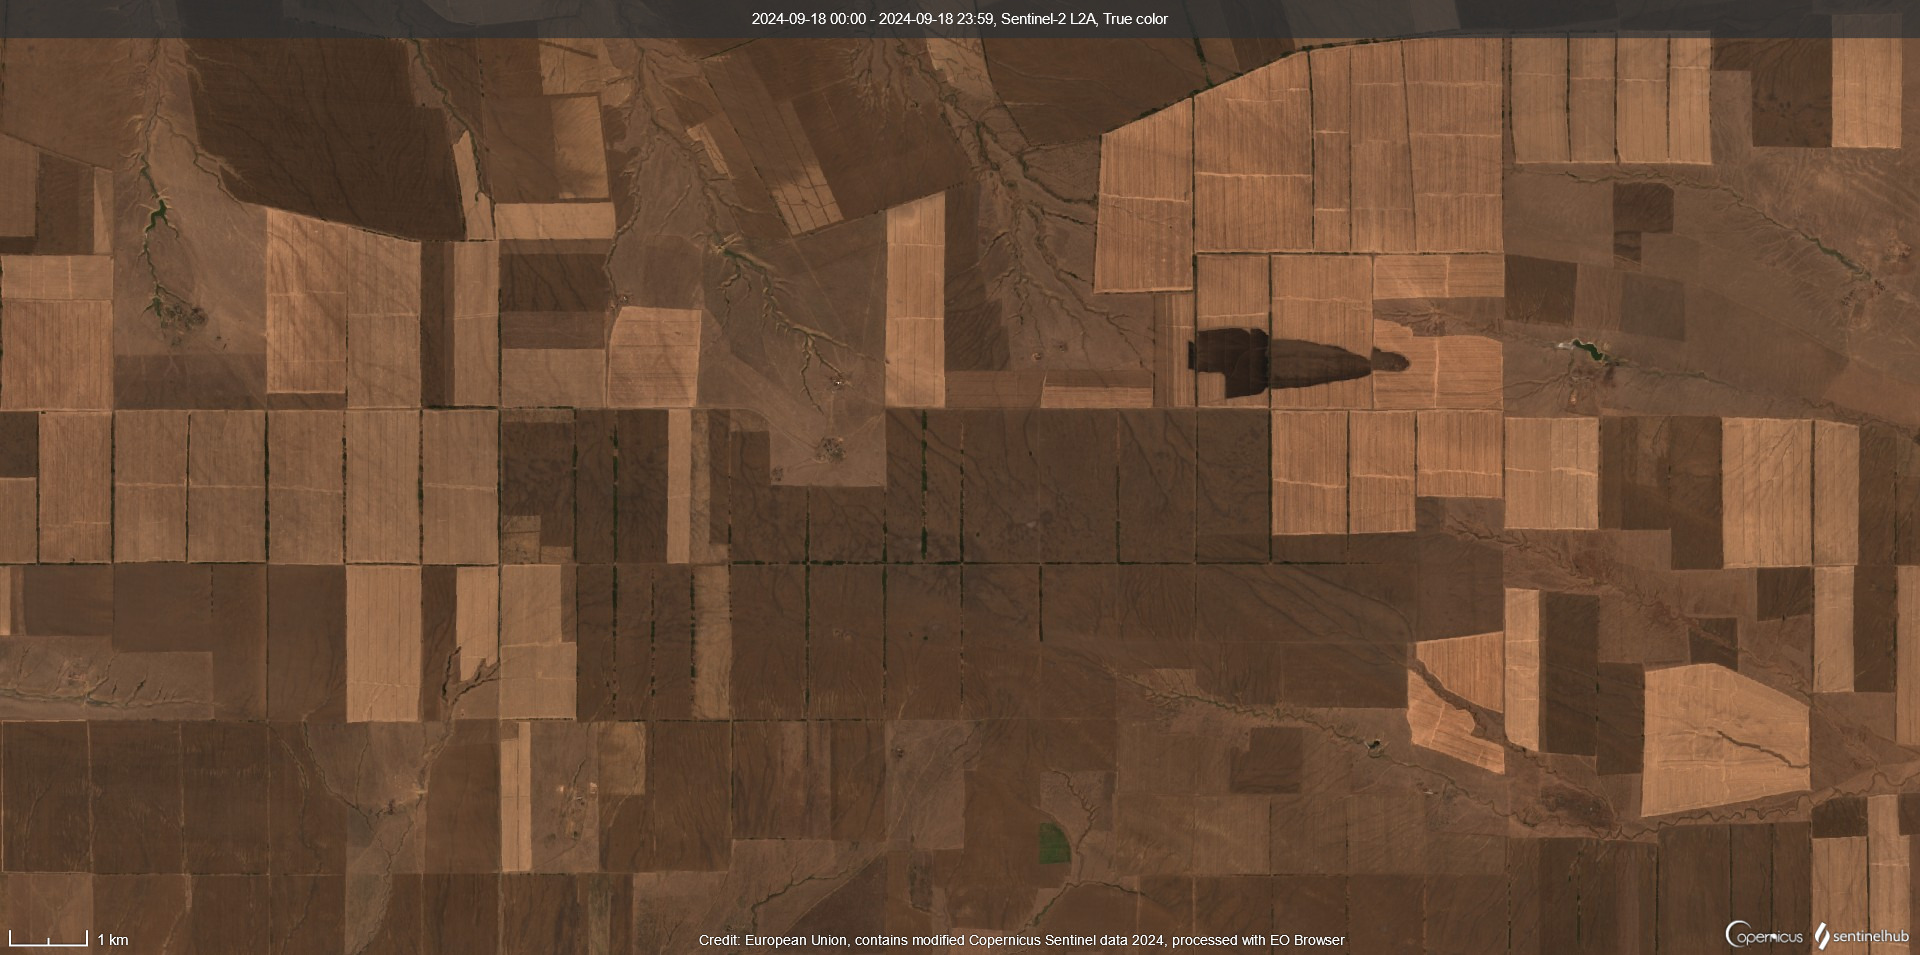 2024-09-18 00:00 - 2024-09-18 23:59, Sentinel-2 L2A, True color
1 km
Credit: European Union, contains modified Copernicus Sentinel data 2024, processed with EO Browser
Copernicus
sentinelhub